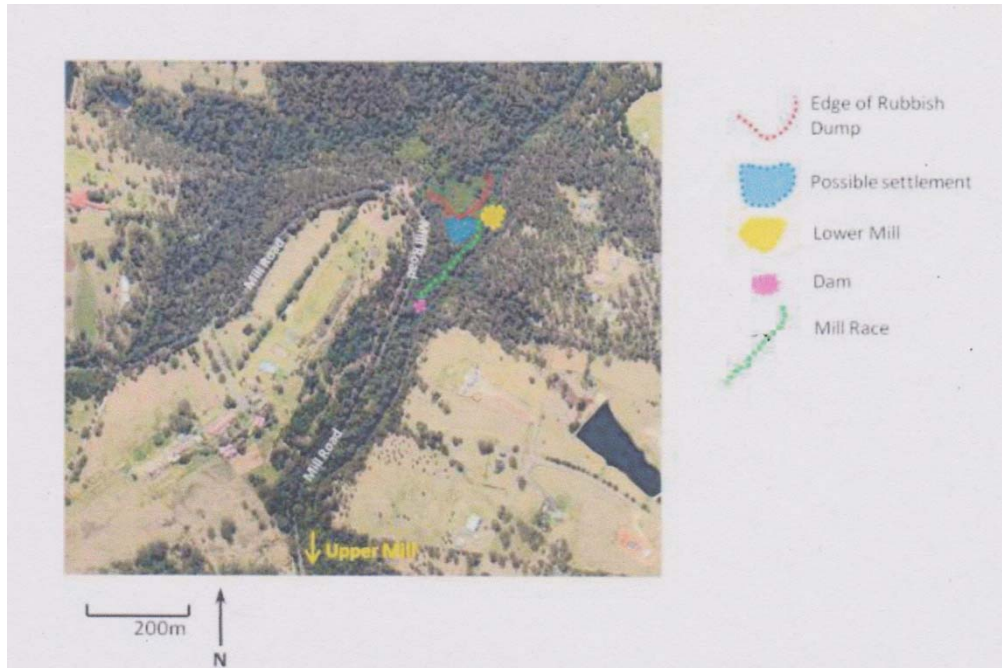 Edge of Rubbish
Dump
Possible settlement
Lower Mill
Dam
Mill Race
Mill Road
Mill Road
Mill Road
Upper Mill
200m
N